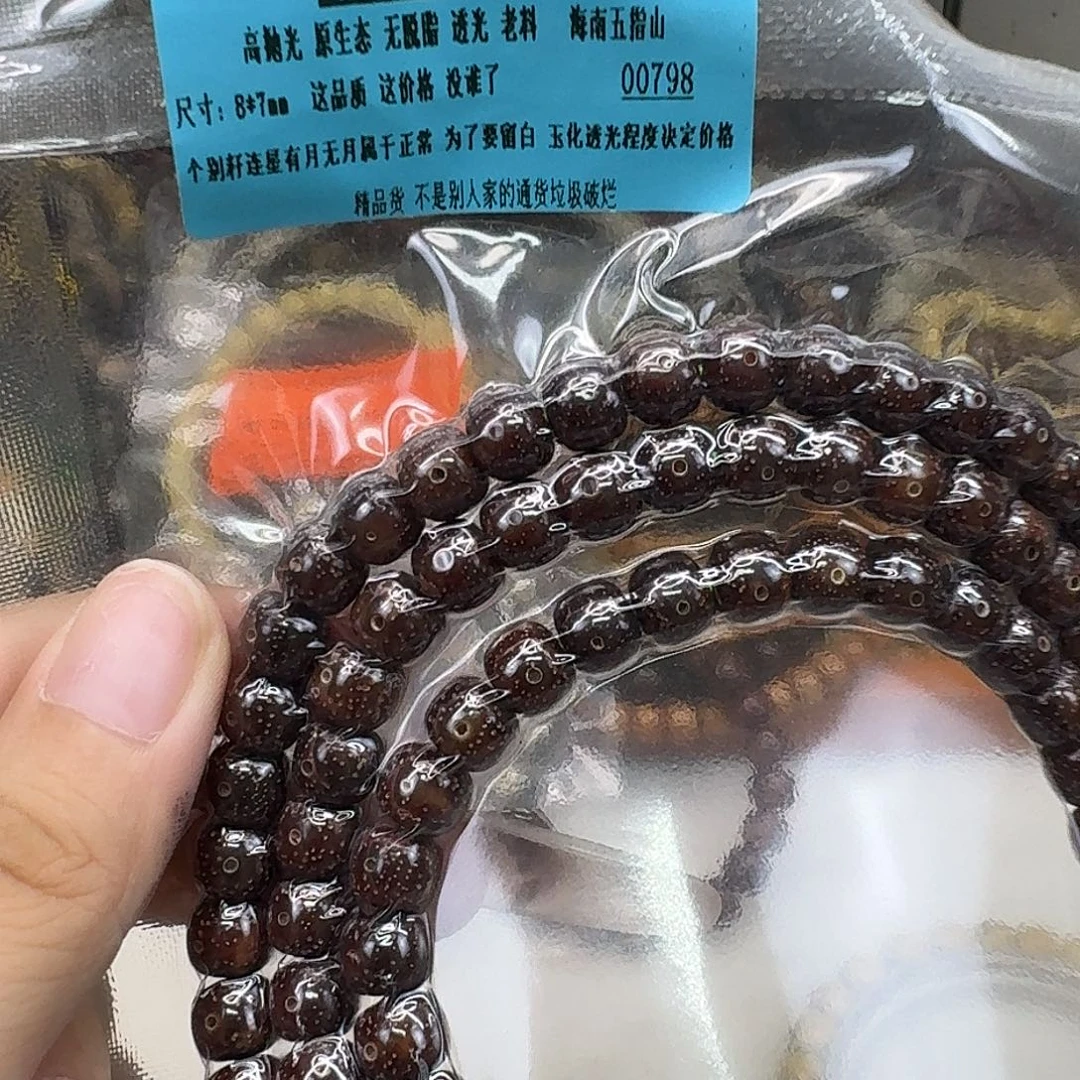 高抛光 原生态 无脱脂 透光 老料 海南五指山
尺寸：8*7mm 这品质 这价格 没谁了 00798
个别籽连显有月无月属于正常 为了要留白 玉化透光程度决定价格
精品货 不是别人家的通货垃圾破烂